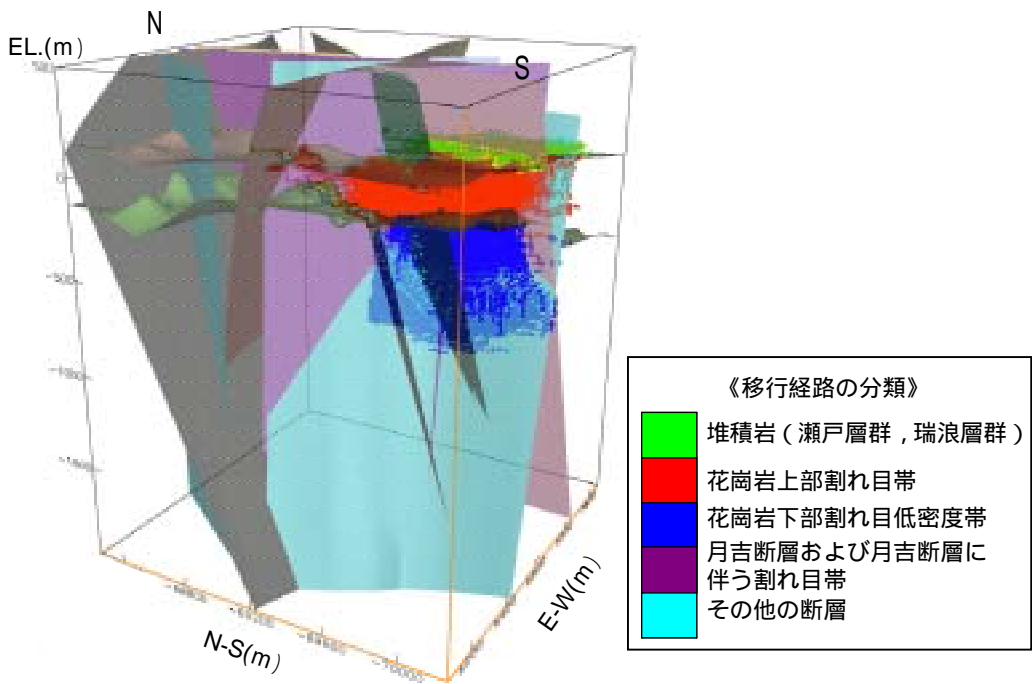 N
EL.(m)
S
0
N-S(m)
E-W(m)
《移行経路の分類》
堆積岩(瀬戸層群,瑞浪層群)
花崗岩上部割れ目帯
花崗岩下部割れ目低密度帯
月吉断層および月吉断層に
伴う割れ目帯
その他の断層